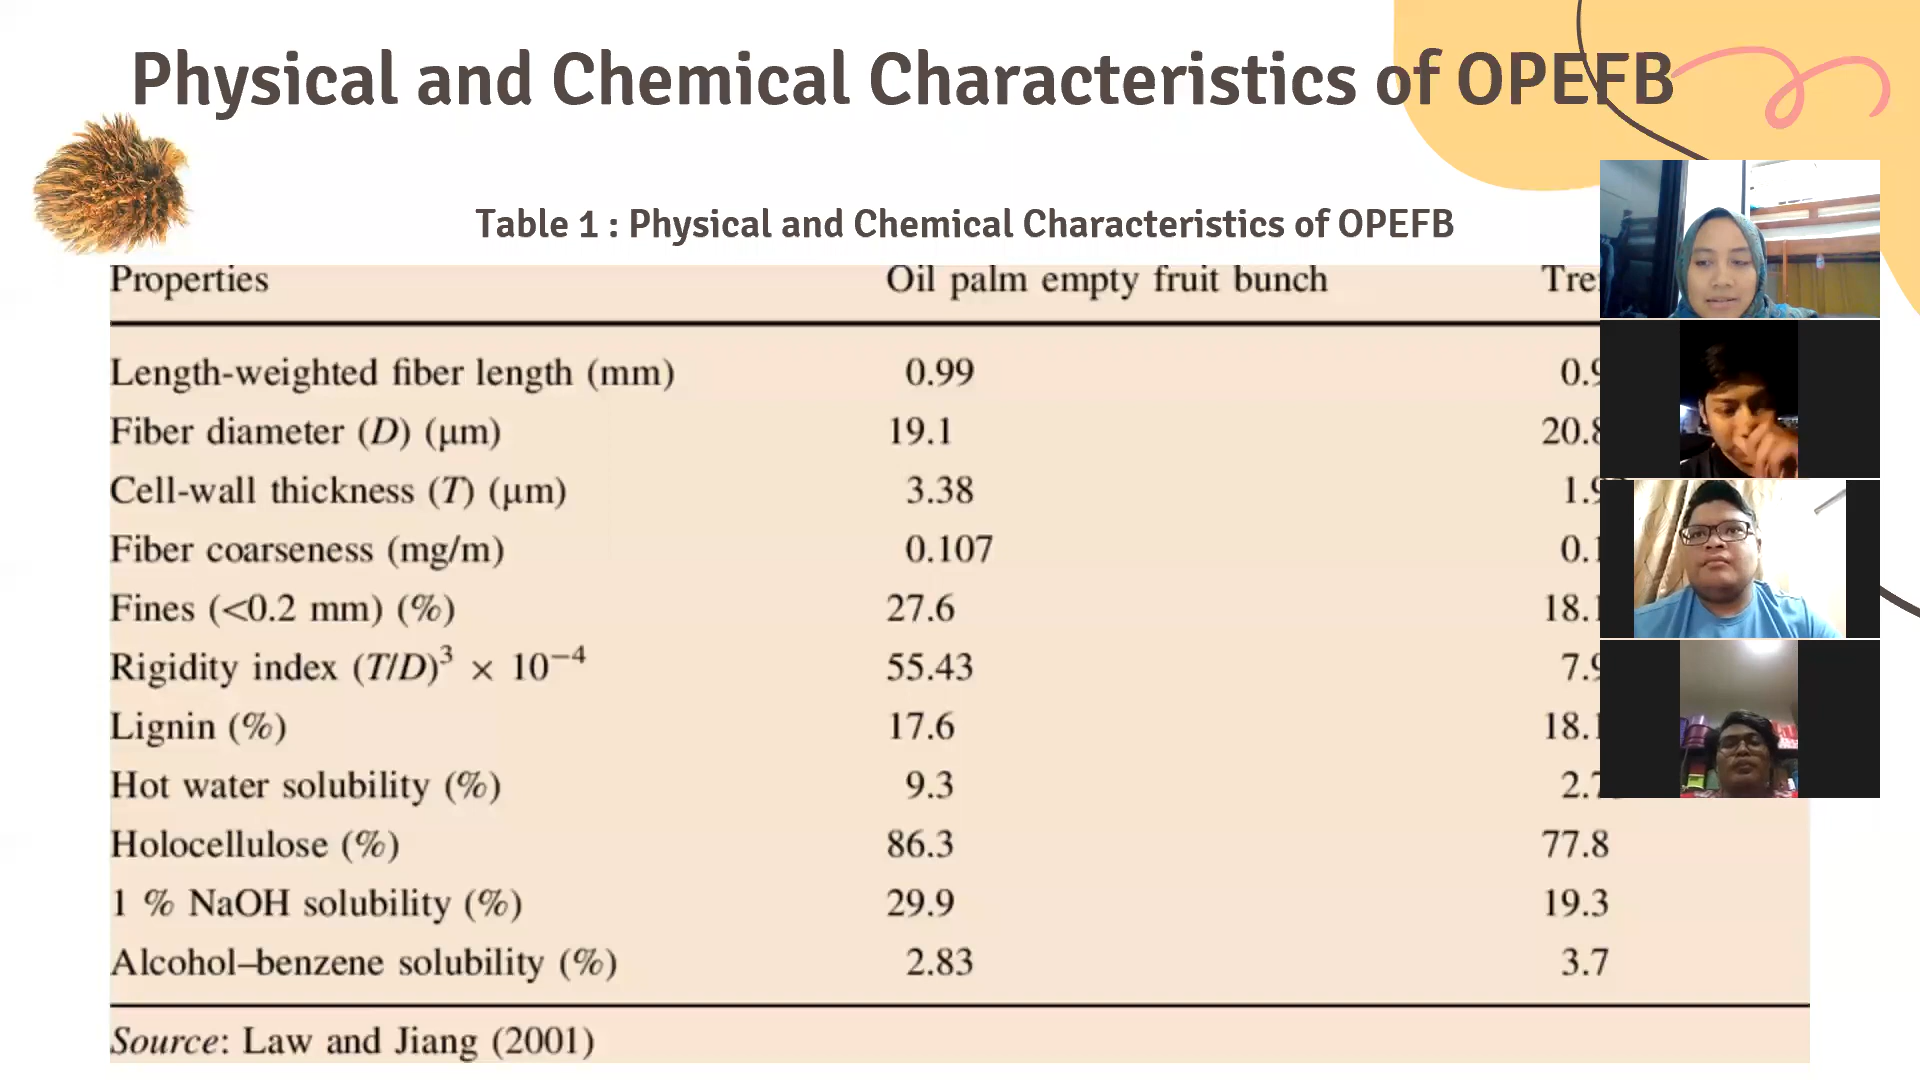 Physical and Chemical Characteristics of OPEFB
Table 1 : Physical and Chemical Characteristics of OPEFB
Properties Oil palm empty fruit bunch
Length-weighted fiber length (mm) 0.99
Fiber diameter (D) (μm) 19.1
Cell-wall thickness (T) (μm) 3.38
Fiber coarseness (mg/m) 0.107
Fines (<0.2 mm) (%) 27.6
Rigidity index (T/D)³ × 10⁻⁴ 55.43
Lignin (%) 17.6
Hot water solubility (%) 9.3
Holocellulose (%) 86.3 77.8
1 % NaOH solubility (%) 29.9 19.3
Alcohol–benzene solubility (%) 2.83 3.7
Source: Law and Jiang (2001)